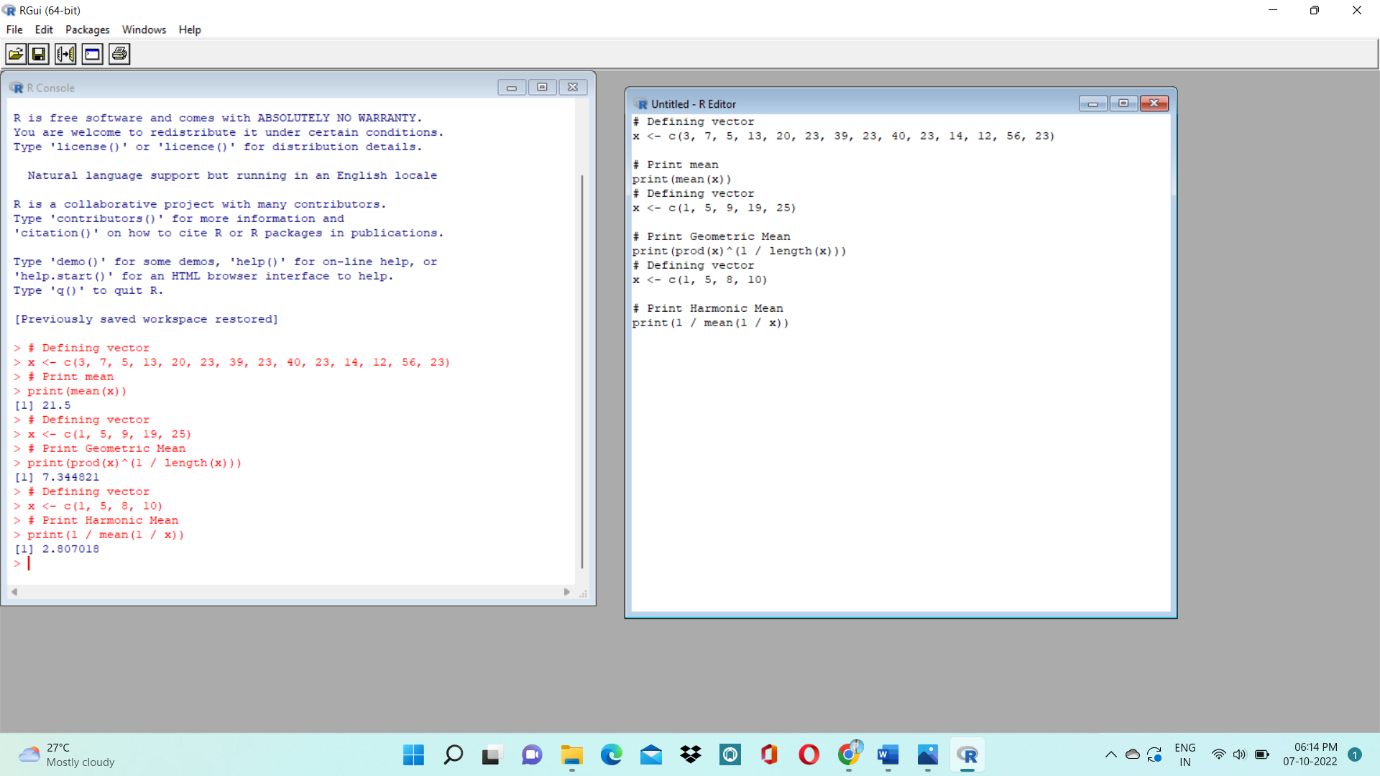 RGui (64-bit)
File Edit Packages Windows Help
R Console
R is free software and comes with ABSOLUTELY NO WARRANTY.
You are welcome to redistribute it under certain conditions.
Type 'license()' or 'licence()' for distribution details.
Natural language support but running in an English locale
R is a collaborative project with many contributors.
Type 'contributors()' for more information and
'citation()' on how to cite R or R packages in publications.
Type 'demo()' for some demos, 'help()' for on-line help, or
'help.start()' for an HTML browser interface to help.
Type 'q()' to quit R.
[Previously saved workspace restored]
> # Defining vector
> x <- c(3, 7, 5, 13, 20, 23, 39, 23, 40, 23, 14, 12, 56, 23)
> # Print mean
> print(mean(x))
[1] 21.5
> # Defining vector
> x <- c(1, 5, 9, 19, 25)
> # Print Geometric Mean
> print(prod(x)^(1 / length(x)))
[1] 7.344821
> # Defining vector
> x <- c(1, 5, 8, 10)
> # Print Harmonic Mean
> print(1 / mean(1 / x))
[1] 2.807018
>
Untitled - R Editor
# Defining vector
x <- c(3, 7, 5, 13, 20, 23, 39, 23, 40, 23, 14, 12, 56, 23)
# Print mean
print(mean(x))
# Defining vector
x <- c(1, 5, 9, 19, 25)
# Print Geometric Mean
print(prod(x)^(1 / length(x)))
# Defining vector
x <- c(1, 5, 8, 10)
# Print Harmonic Mean
print(1 / mean(1 / x))
27°C
Mostly cloudy
ENG
IN
06:14 PM
07-10-2022
1